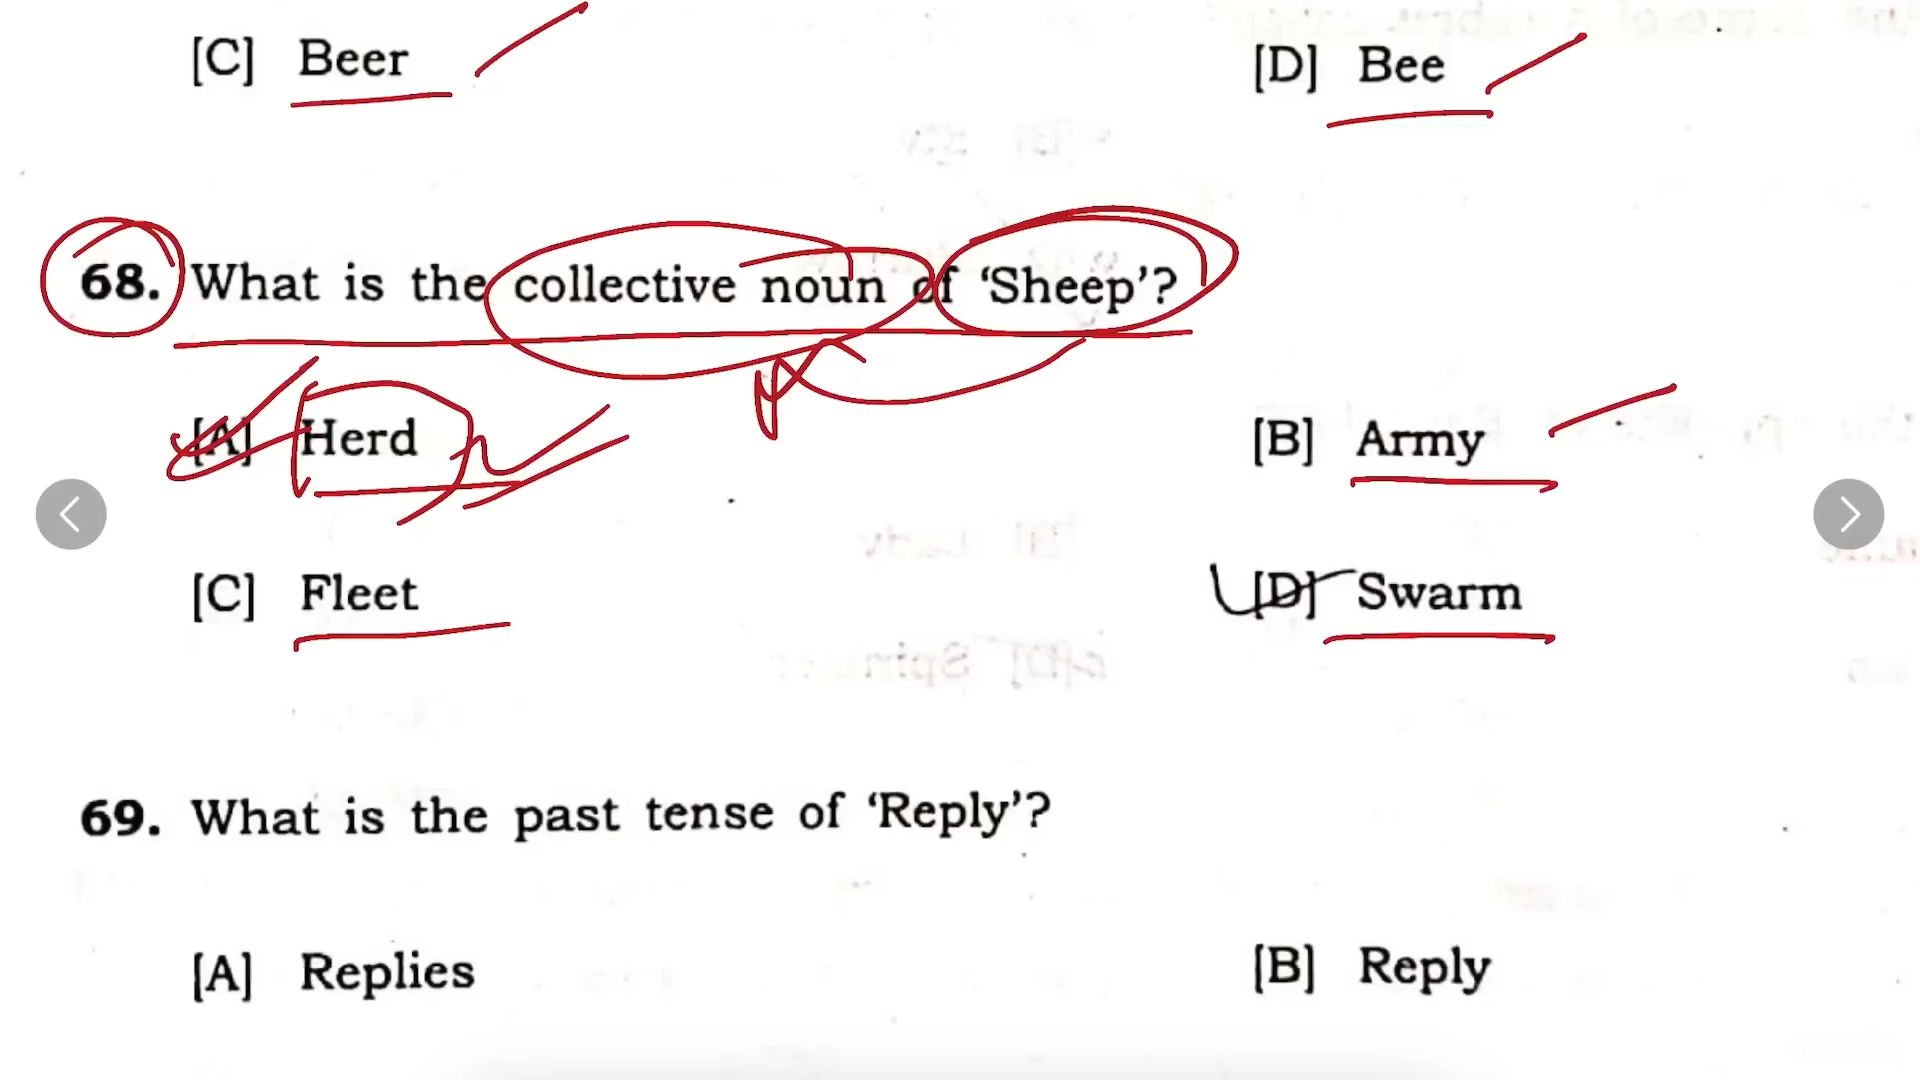 [C] Beer [D] Bee
68. What is the collective noun of ‘Sheep’?
[A] Herd [B] Army
[C] Fleet [D] Swarm
69. What is the past tense of ‘Reply’?
[A] Replies [B] Reply